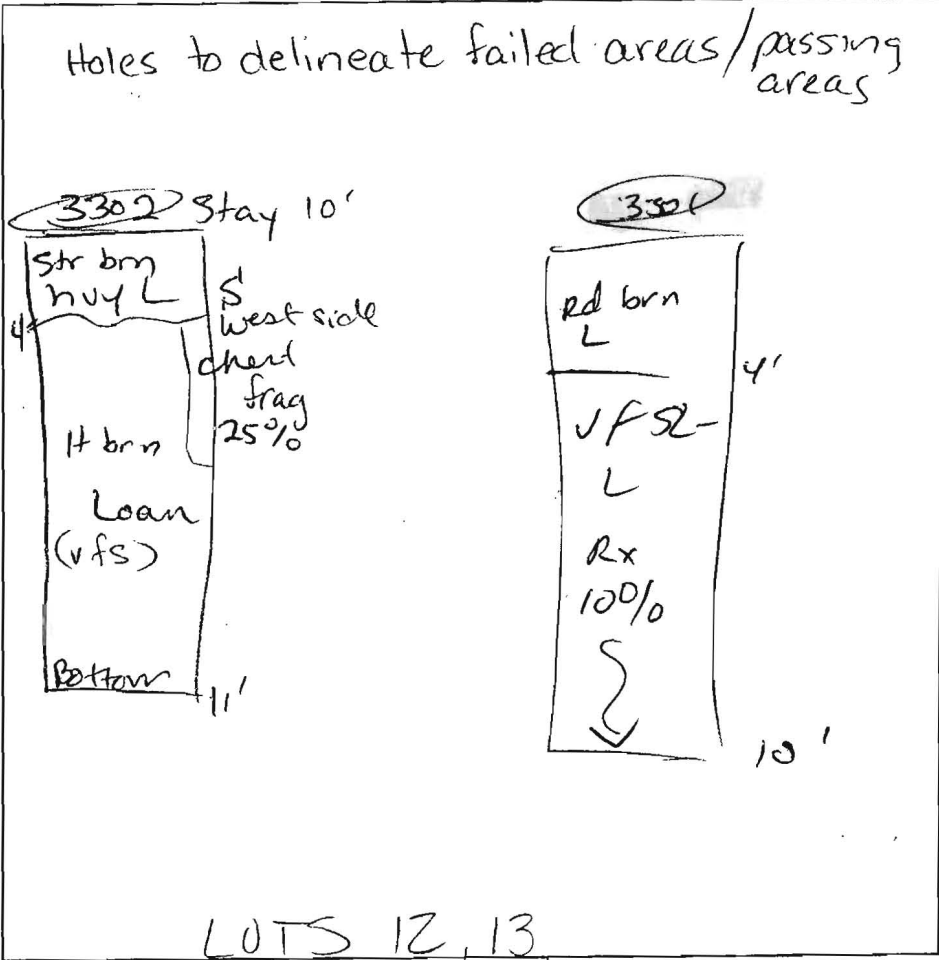 Holes to delineate failed areas/passing
areas
3302 Stay 10'
Str brn
hvy L
4'
S
West side
chert
frag
25%
lt brn
Loam
(vfs)
Bottom
11'
3301
Rd brn
L
4'
vfSL-
L
Rx
10%
10'
LOTS 12, 13